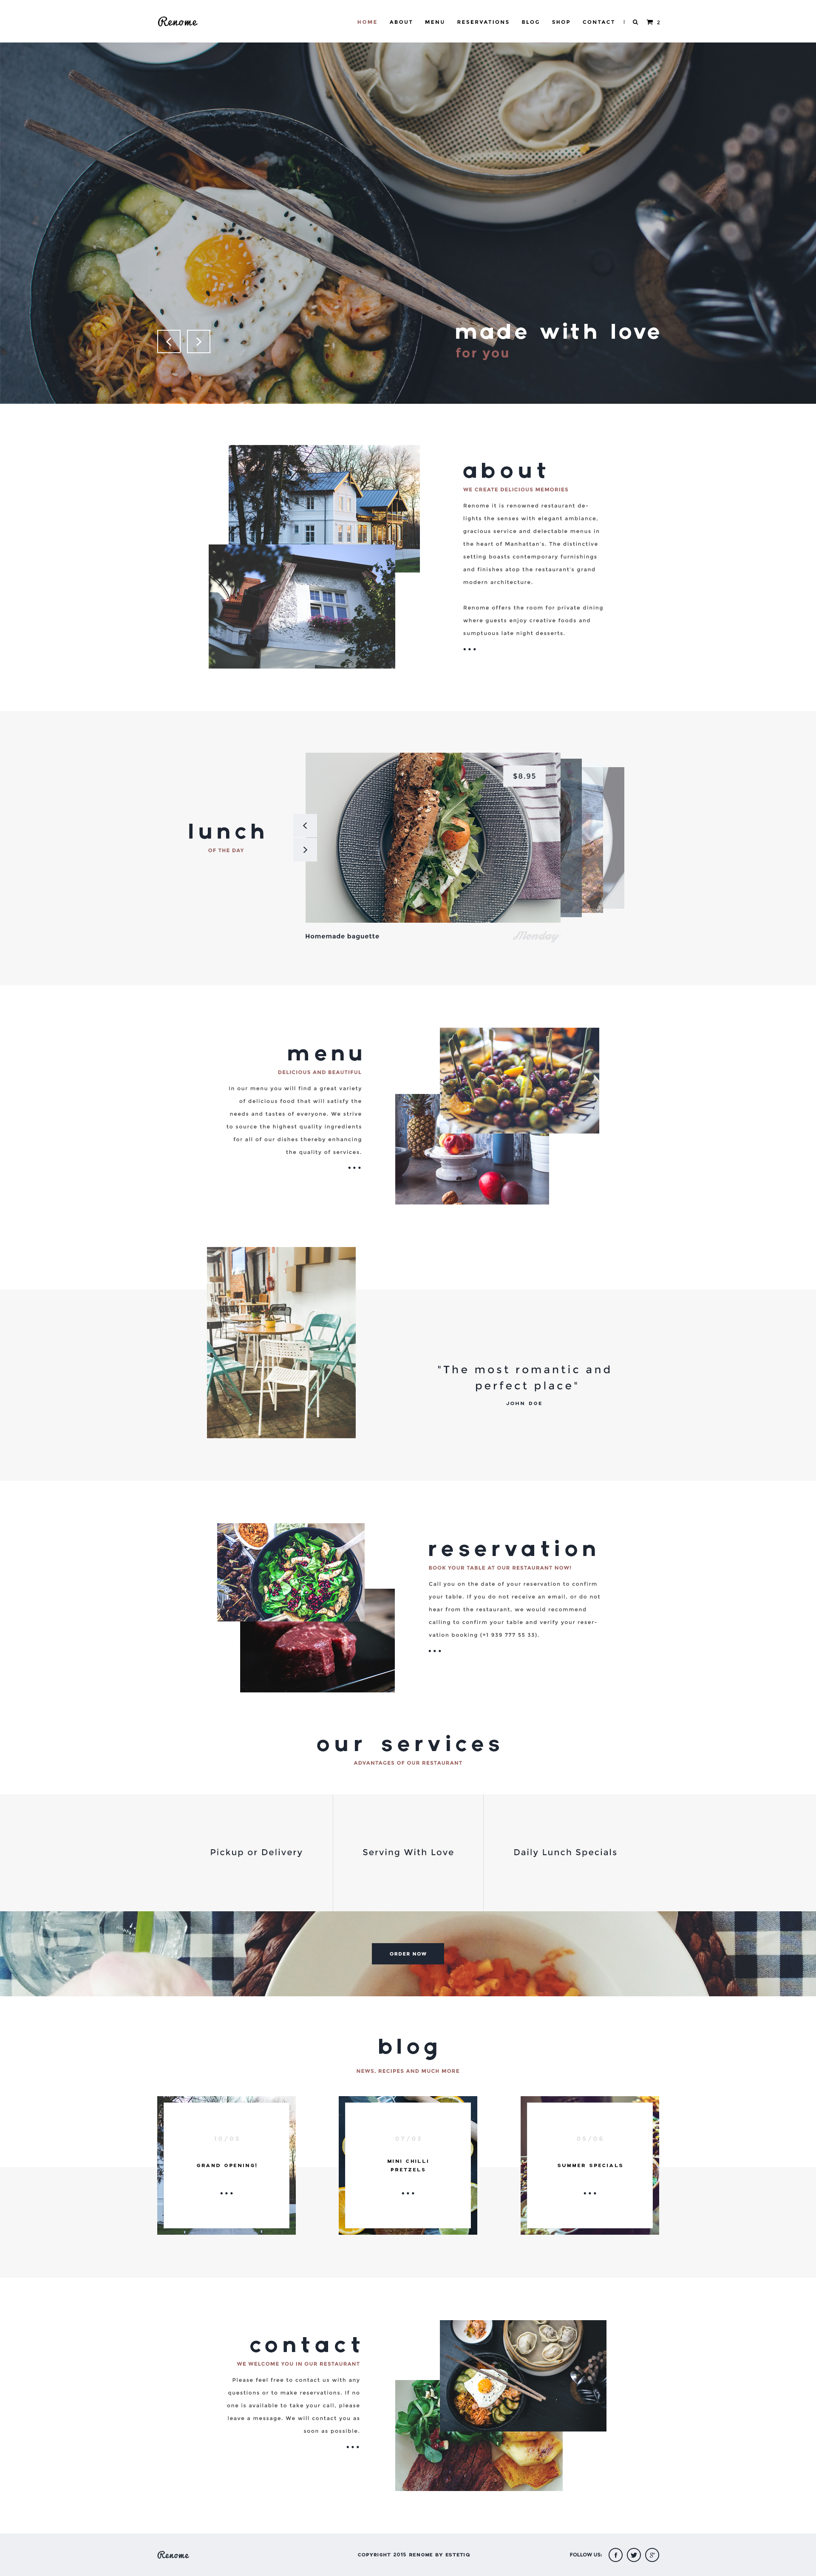 Renome
HOME ABOUT MENU RESERVATIONS BLOG SHOP CONTACT | 2
made with love
for you
about
WE CREATE DELICIOUS MEMORIES
Renome it is renowned restaurant de-
lights the senses with elegant ambiance,
gracious service and delectable menus in
the heart of Manhattan's. The distinctive
setting boasts contemporary furnishings
and finishes atop the restaurant's grand
modern architecture.
Renome offers the room for private dining
where guests enjoy creative foods and
sumptuous late night desserts.
$8.95
lunch
OF THE DAY
Homemade baguette
Monday
menu
DELICIOUS AND BEAUTIFUL
In our menu you will find a great variety
of delicious food that will satisfy the
needs and tastes of everyone. We strive
to source the highest quality ingredients
for all of our dishes thereby enhancing
the quality of services.
"The most romantic and
perfect place"
JOHN DOE
reservation
BOOK YOUR TABLE AT OUR RESTAURANT NOW!
Call you on the date of your reservation to confirm
your table. If you do not receive an email, or do not
hear from the restaurant, we would recommend
calling to confirm your table and verify your reser-
vation booking (+1 939 777 55 33).
our services
ADVANTAGES OF OUR RESTAURANT
Pickup or Delivery
Serving With Love
Daily Lunch Specials
ORDER NOW
blog
NEWS, RECIPES AND MUCH MORE
10/03
GRAND OPENING!
07/03
MINI CHILLI
PRETZELS
05/03
SUMMER SPECIALS
contact
WE WELCOME YOU IN OUR RESTAURANT
Please feel free to contact us with any
questions or to make reservations. If no
one is available to take your call, please
leave a message. We will contact you as
soon as possible.
Renome
COPYRIGHT 2015 RENOME BY ESTETIQ
FOLLOW US: